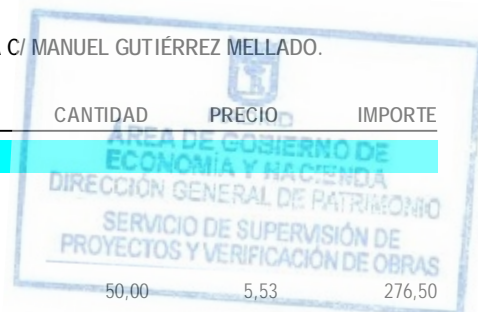 C/ MANUEL GUTIÉRREZ MELLADO.
CANTIDAD PRECIO IMPORTE
ÁREA DE GOBIERNO DE
ECONOMÍA Y HACIENDA
DIRECCIÓN GENERAL DE PATRIMONIO
SERVICIO DE SUPERVISIÓN DE
PROYECTOS Y VERIFICACIÓN DE OBRAS
50,00 5,53 276,50